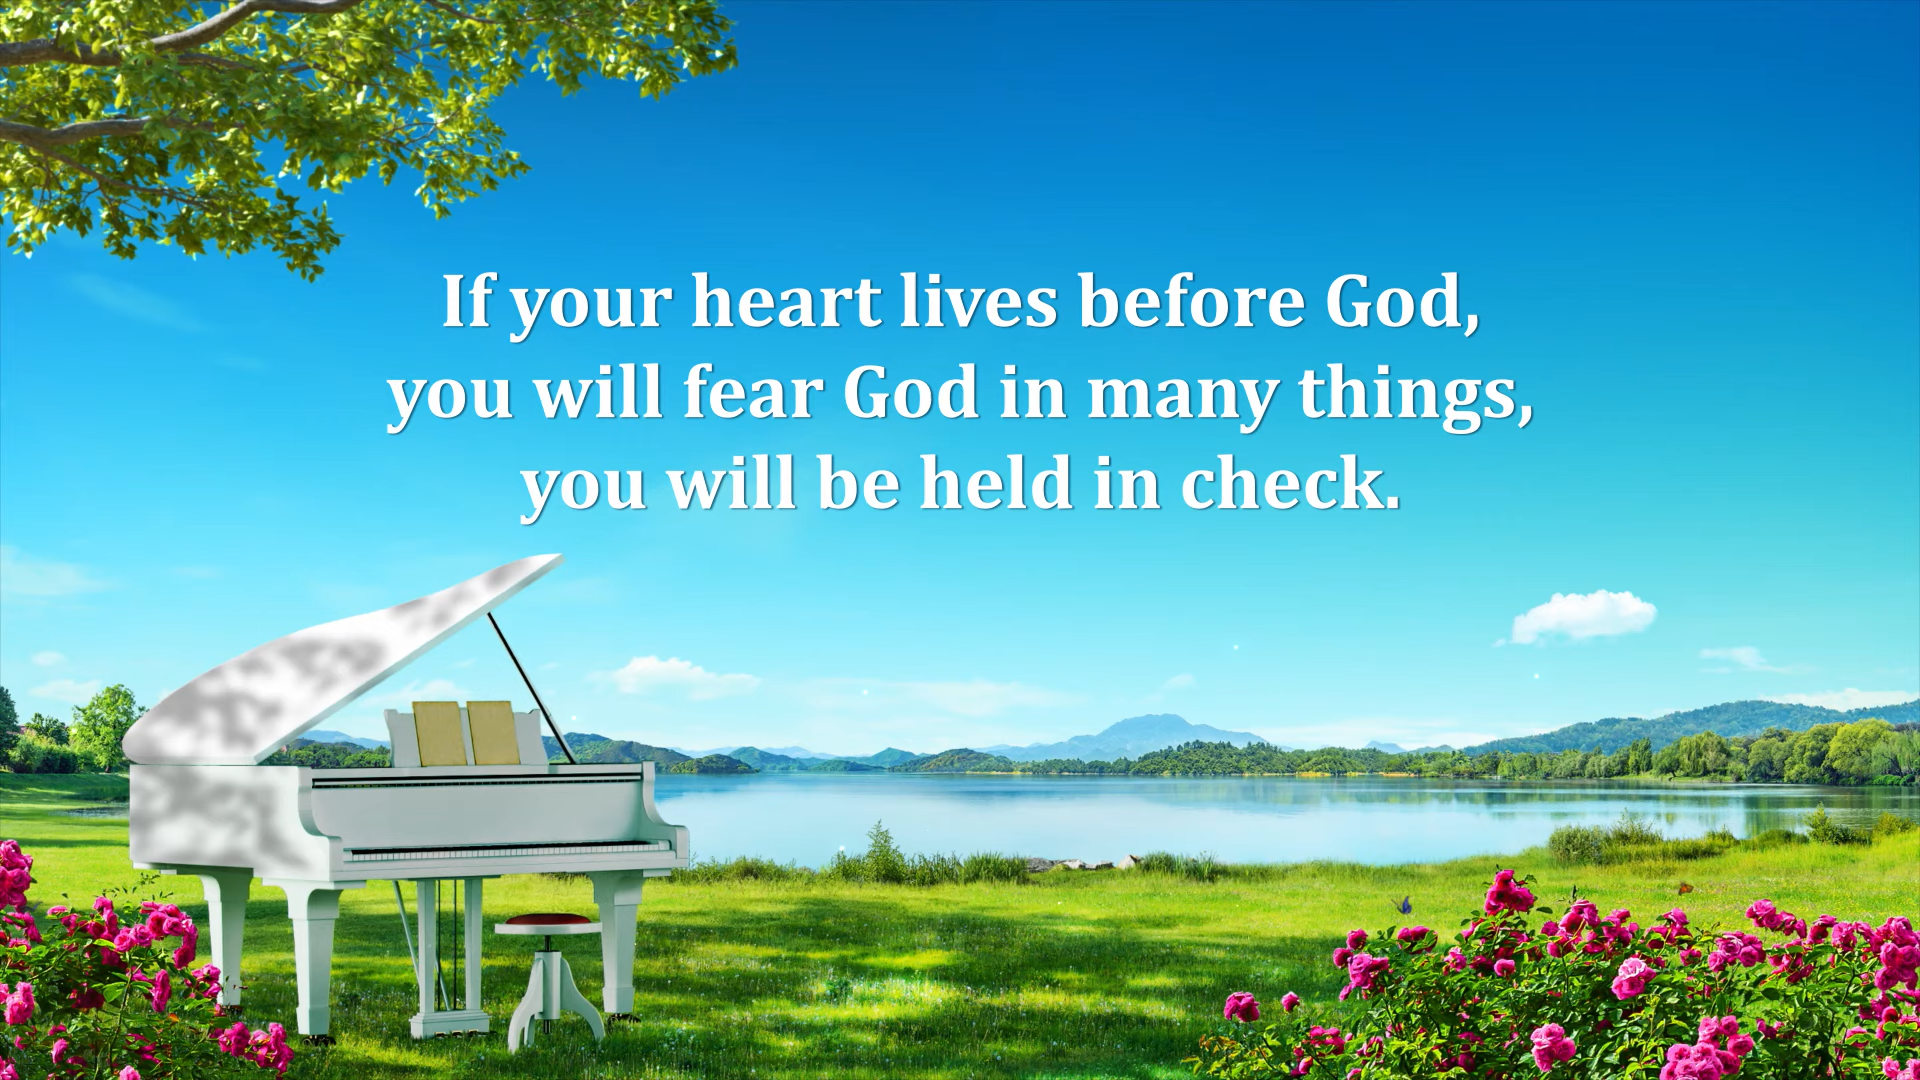 If your heart lives before God,
you will fear God in many things,
you will be held in check.